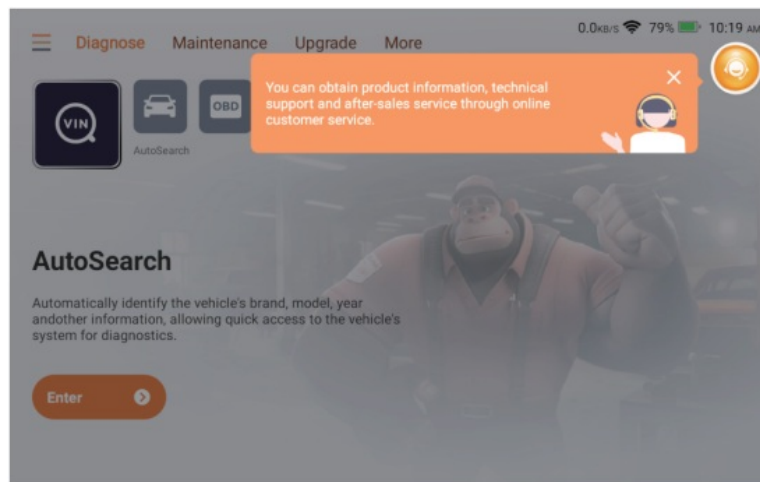 0.0KB/S 79% 10:19 AM
Diagnose Maintenance Upgrade More
You can obtain product information, technical
support and after-sales service through online
customer service.
VIN
OBD
AutoSearch
AutoSearch
Automatically identify the vehicle's brand, model, year
andother information, allowing quick access to the vehicle's
system for diagnostics.
Enter